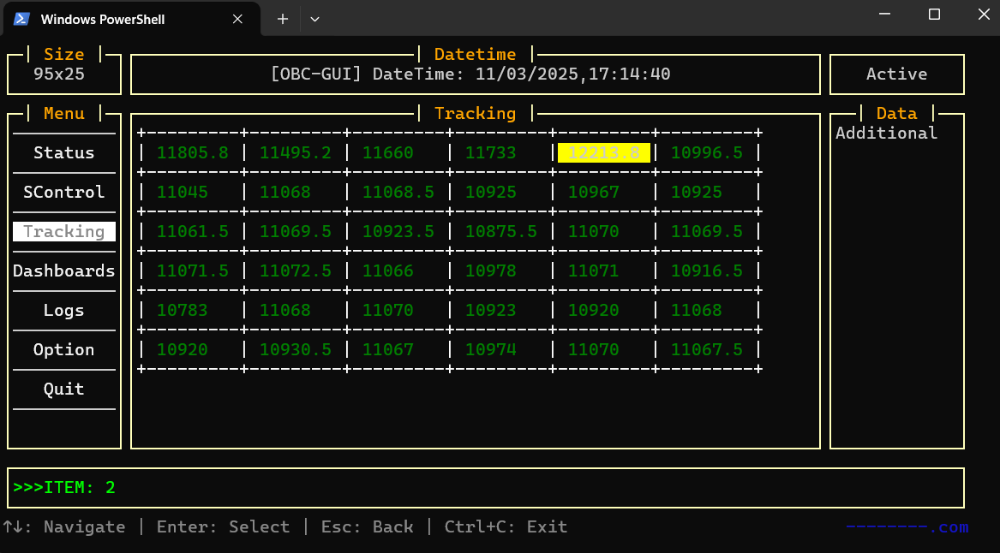 Windows PowerShell
Size
95x25
Datetime
[OBC-GUI] DateTime: 11/03/2025,17:14:40
Active
Menu
Status
SControl
Tracking
Dashboards
Logs
Option
Quit
Tracking
11805.8 | 11495.2 | 11660 | 11733 | 12213.8 | 10996.5
11045 | 11068 | 11068.5 | 10925 | 10967 | 10925
11061.5 | 11069.5 | 10923.5 | 10875.5 | 11070 | 11069.5
11071.5 | 11072.5 | 11066 | 10978 | 11071 | 10916.5
10783 | 11068 | 11070 | 10923 | 10920 | 11068
10920 | 10930.5 | 11067 | 10974 | 11070 | 11067.5
Data
Additional
>>>ITEM: 2
↑↓: Navigate | Enter: Select | Esc: Back | Ctrl+C: Exit
--------.com